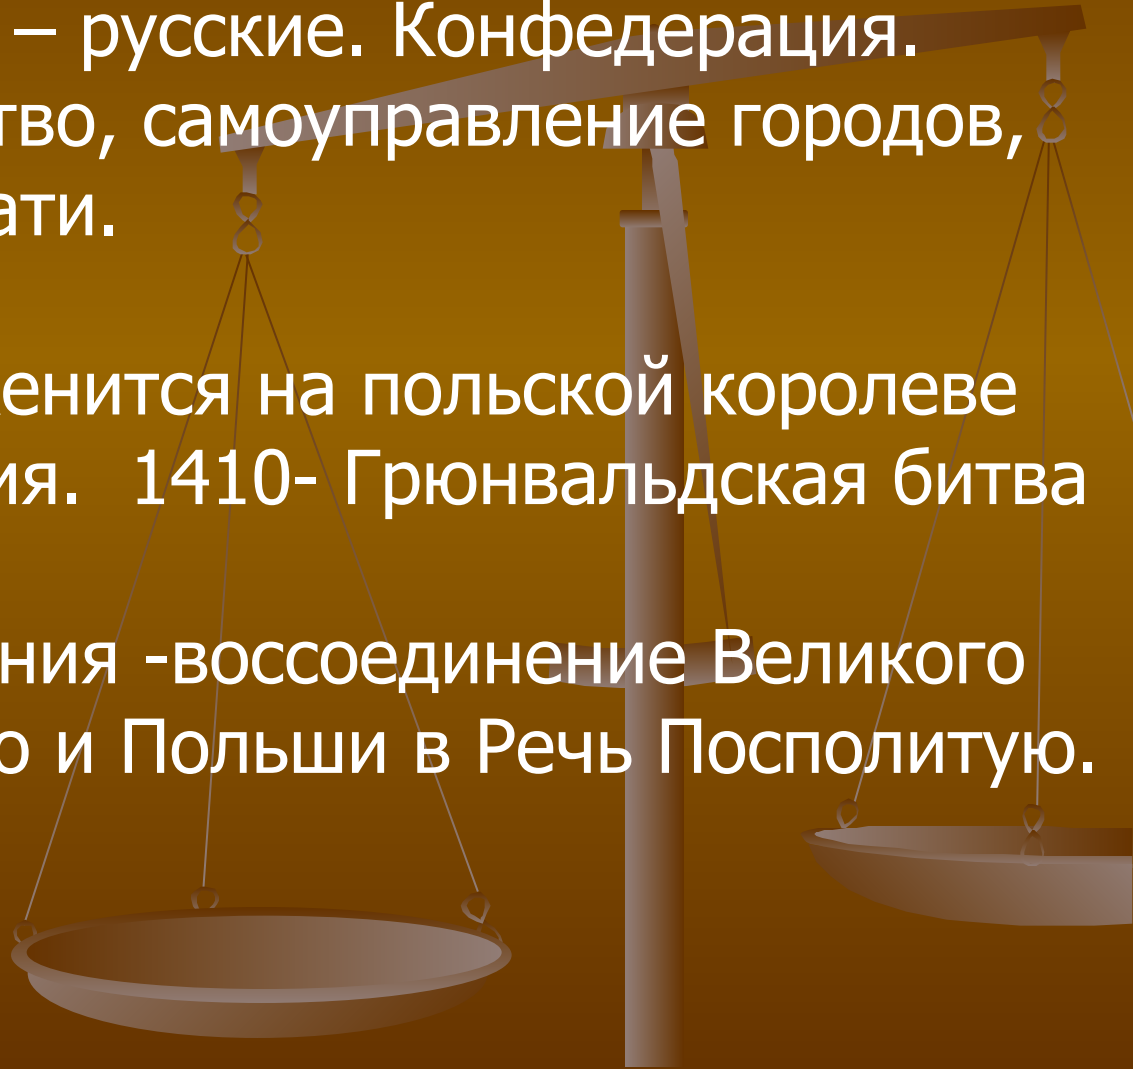 – русские. Конфедерация.
тво, самоуправление городов,
ати.
енится на польской королеве
ия. 1410- Грюнвальдская битва
ния -воссоединение Великого
о и Польши в Речь Посполитую.